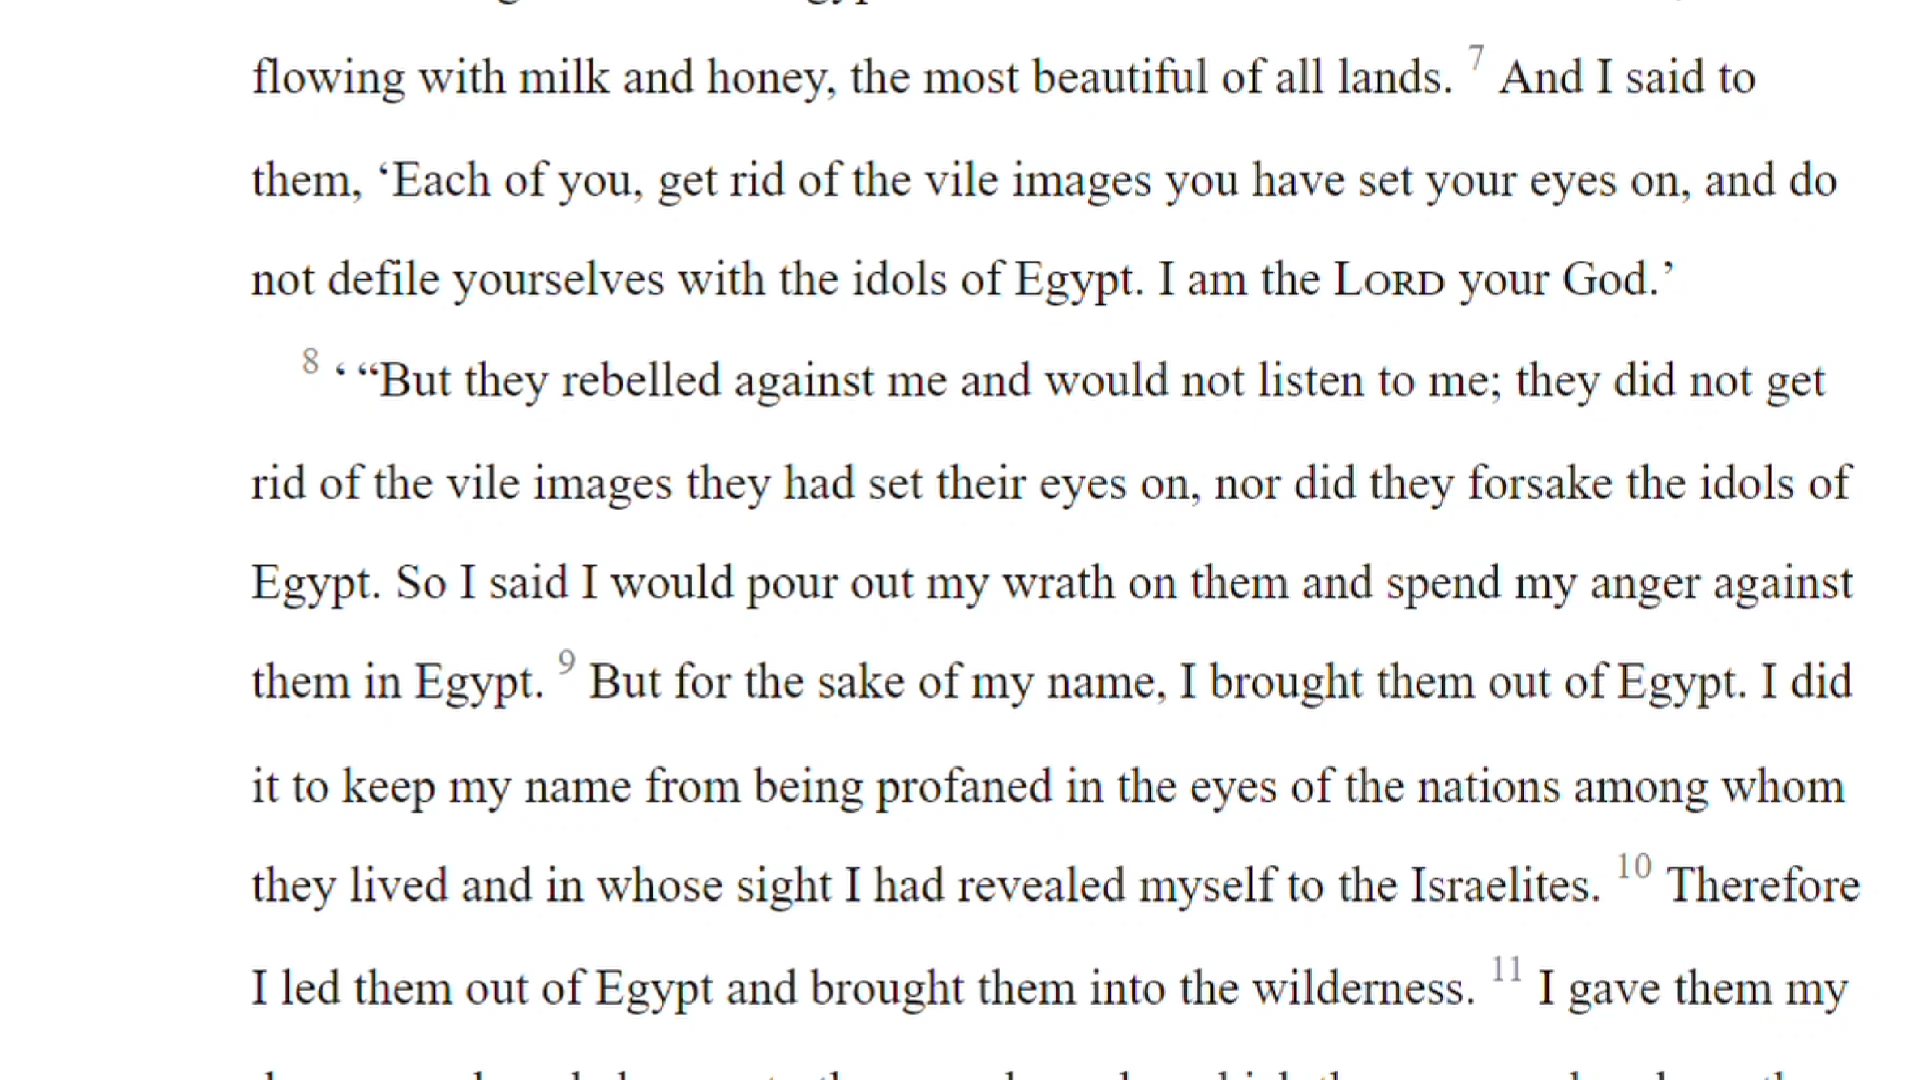 flowing with milk and honey, the most beautiful of all lands. 7 And I said to
them, ‘Each of you, get rid of the vile images you have set your eyes on, and do
not defile yourselves with the idols of Egypt. I am the LORD your God.’
8 ‘ “But they rebelled against me and would not listen to me; they did not get
rid of the vile images they had set their eyes on, nor did they forsake the idols of
Egypt. So I said I would pour out my wrath on them and spend my anger against
them in Egypt. 9 But for the sake of my name, I brought them out of Egypt. I did
it to keep my name from being profaned in the eyes of the nations among whom
they lived and in whose sight I had revealed myself to the Israelites. 10 Therefore
I led them out of Egypt and brought them into the wilderness. 11 I gave them my